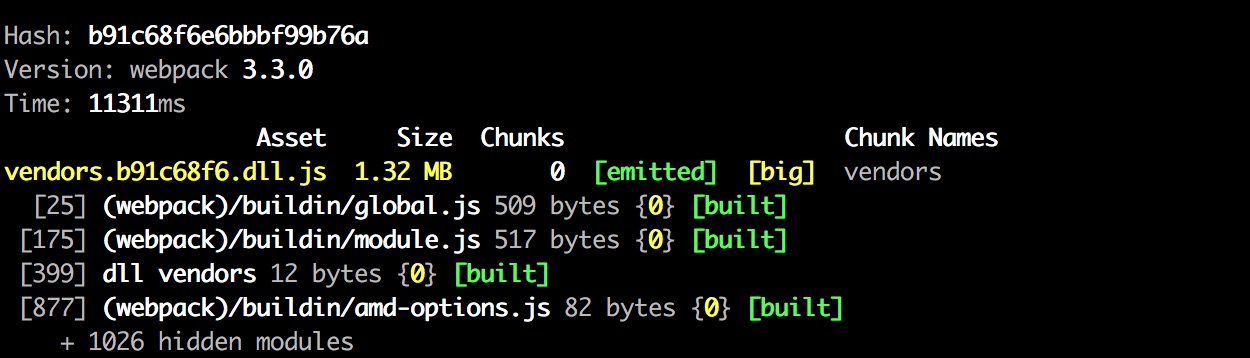 Hash: b91c68f6e6bbbf99b76a
Version: webpack 3.3.0
Time: 11311ms
Asset Size Chunks Chunk Names
vendors.b91c68f6.dll.js 1.32 MB 0 [emitted] [big] vendors
[25] (webpack)/buildin/global.js 509 bytes {0} [built]
[175] (webpack)/buildin/module.js 517 bytes {0} [built]
[399] dll vendors 12 bytes {0} [built]
[877] (webpack)/buildin/amd-options.js 82 bytes {0} [built]
+ 1026 hidden modules